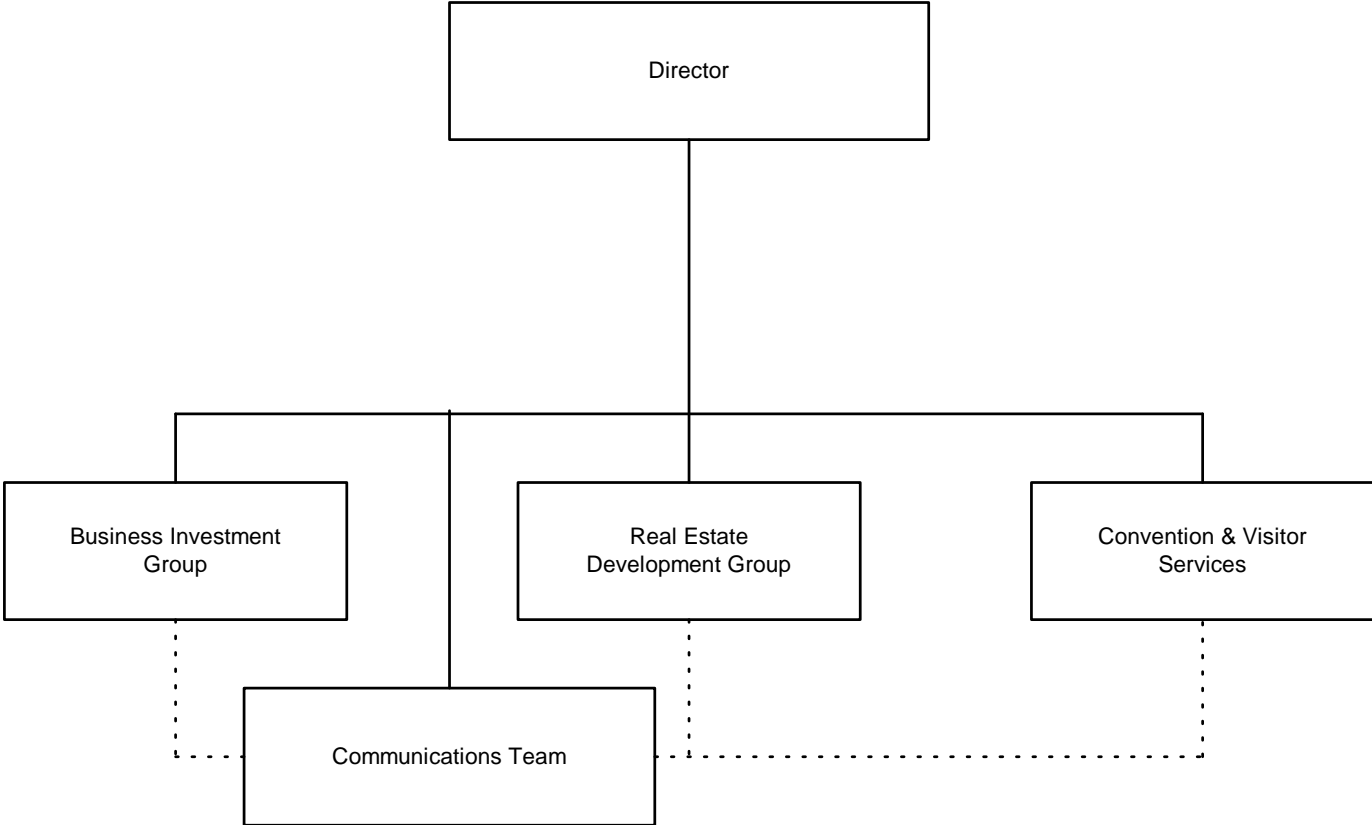 Director
Business Investment
Group
Real Estate
Development Group
Convention & Visitor
Services
Communications Team